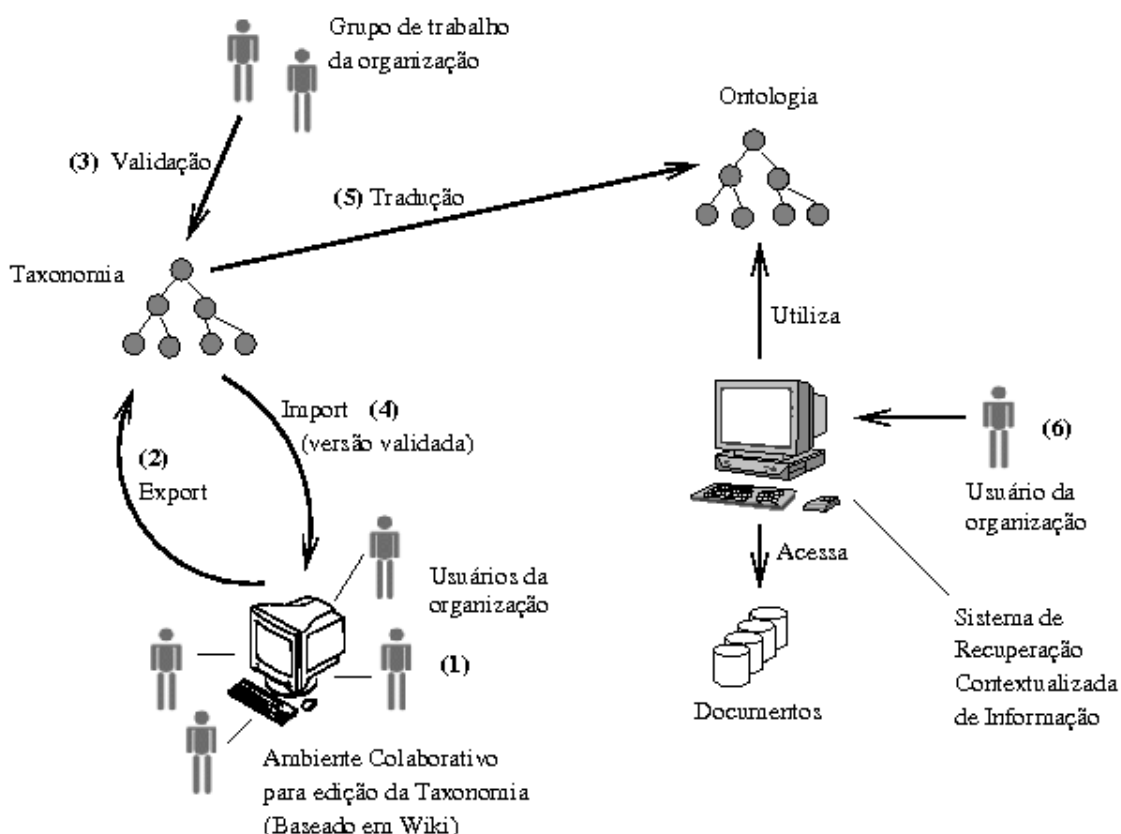 Grupo de trabalho
da organização
Ontologia
(3) Validação
(5) Tradução
Taxonomia
Utiliza
Import (4)
(versão validada)
(6)
(2)
Export
Usuário da
organização
Acessa
Usuários da
organização
(1)
Sistema de
Recuperação
Contextualizada
de Informação
Documentos
Ambiente Colaborativo
para edição da Taxonomia
(Baseado em Wiki)